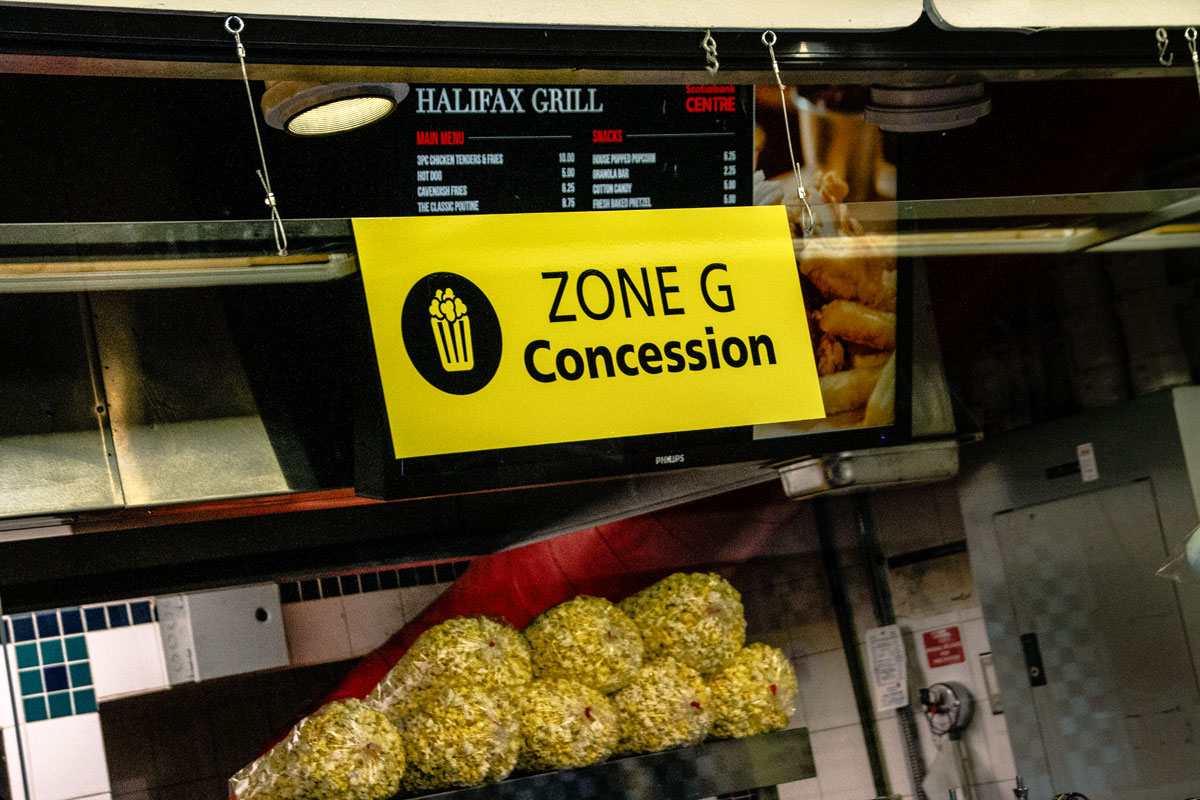 HALIFAX GRILL
Scotiabank
CENTRE
MAIN MENU
3PC CHICKEN TENDERS & FRIES 10.00
HOT DOG 5.00
CAVENDISH FRIES 6.25
THE CLASSIC POUTINE 8.75
SNACKS
HOUSE POPPED POPCORN 6.25
GRANOLA BAR 2.25
COTTON CANDY 5.00
FRESH BAKED PRETZEL 5.00
ZONE G
Concession
PHILIPS